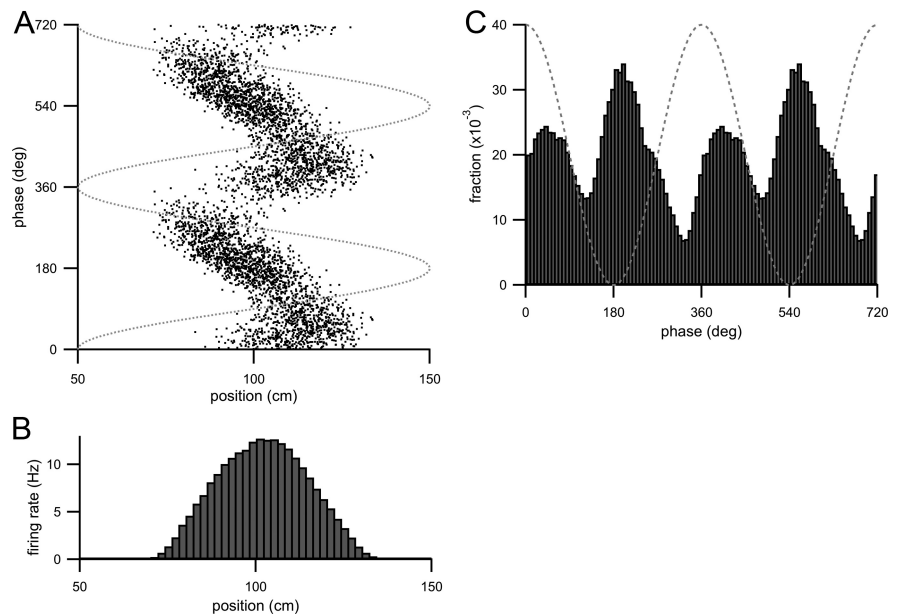 A
720
540
360
180
0
phase (deg)
50
100
150
position (cm)
B
10
5
0
firing rate (Hz)
50
100
150
position (cm)
C
40
30
20
10
0
fraction (x10⁻³)
0
180
360
540
720
phase (deg)